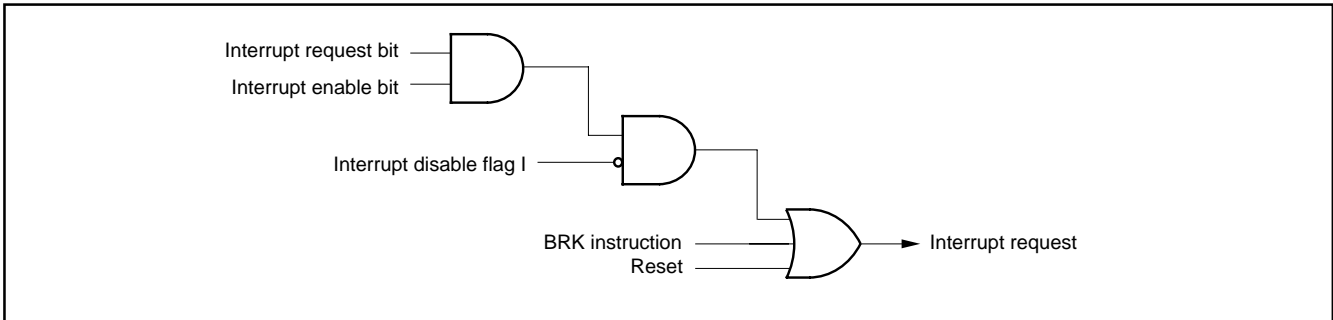 Interrupt request bit
Interrupt enable bit
Interrupt disable flag I
BRK instruction
Reset
Interrupt request